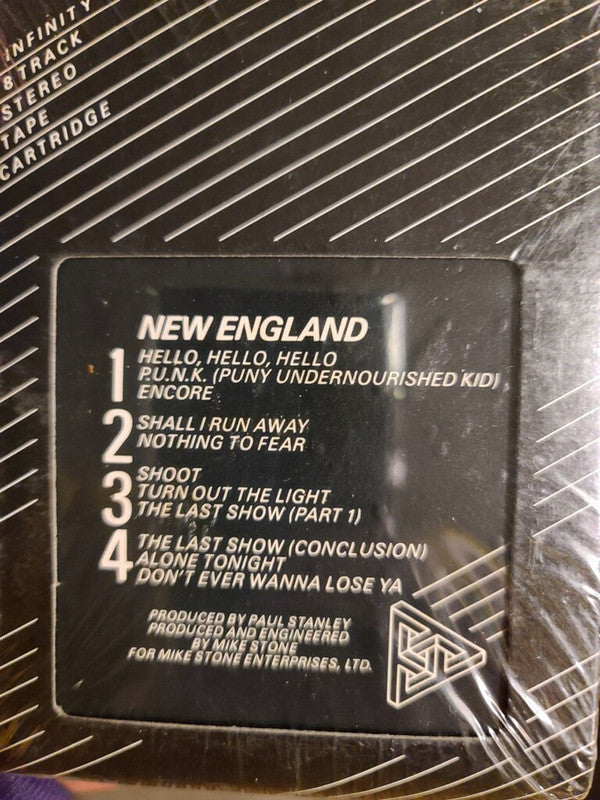 INFINITY
8 TRACK
STEREO
TAPE
CARTRIDGE
NEW ENGLAND
1 HELLO, HELLO, HELLO
P.U.N.K. (PUNY UNDERNOURISHED KID)
ENCORE
2 SHALL I RUN AWAY
NOTHING TO FEAR
3 SHOOT
TURN OUT THE LIGHT
THE LAST SHOW (PART 1)
4 THE LAST SHOW (CONCLUSION)
ALONE TONIGHT
DON'T EVER WANNA LOSE YA
PRODUCED BY PAUL STANLEY
PRODUCED AND ENGINEERED
BY MIKE STONE
FOR MIKE STONE ENTERPRISES, LTD.